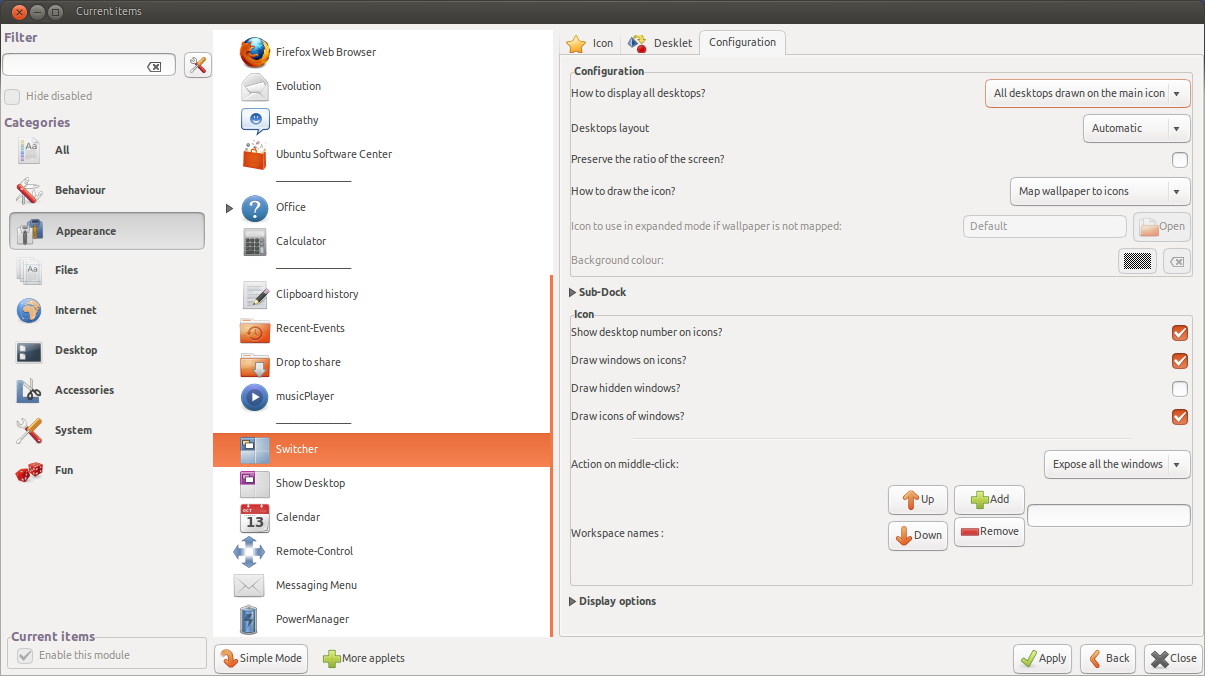 Current items
Filter
Hide disabled
Categories
All
Behaviour
Appearance
Files
Internet
Desktop
Accessories
System
Fun
Current items
Enable this module
Firefox Web Browser
Evolution
Empathy
Ubuntu Software Center
Office
Calculator
Clipboard history
Recent-Events
Drop to share
musicPlayer
Switcher
Show Desktop
OCT
13
Calendar
Remote-Control
Messaging Menu
PowerManager
Simple Mode
More applets
Icon
Desklet
Configuration
Configuration
How to display all desktops?
All desktops drawn on the main icon
Desktops layout
Automatic
Preserve the ratio of the screen?
How to draw the icon?
Map wallpaper to icons
Icon to use in expanded mode if wallpaper is not mapped:
Default
Open
Background colour:
Sub-Dock
Icon
Show desktop number on icons?
Draw windows on icons?
Draw hidden windows?
Draw icons of windows?
Action on middle-click:
Expose all the windows
Workspace names :
Up
Add
Down
Remove
Display options
Apply
Back
Close